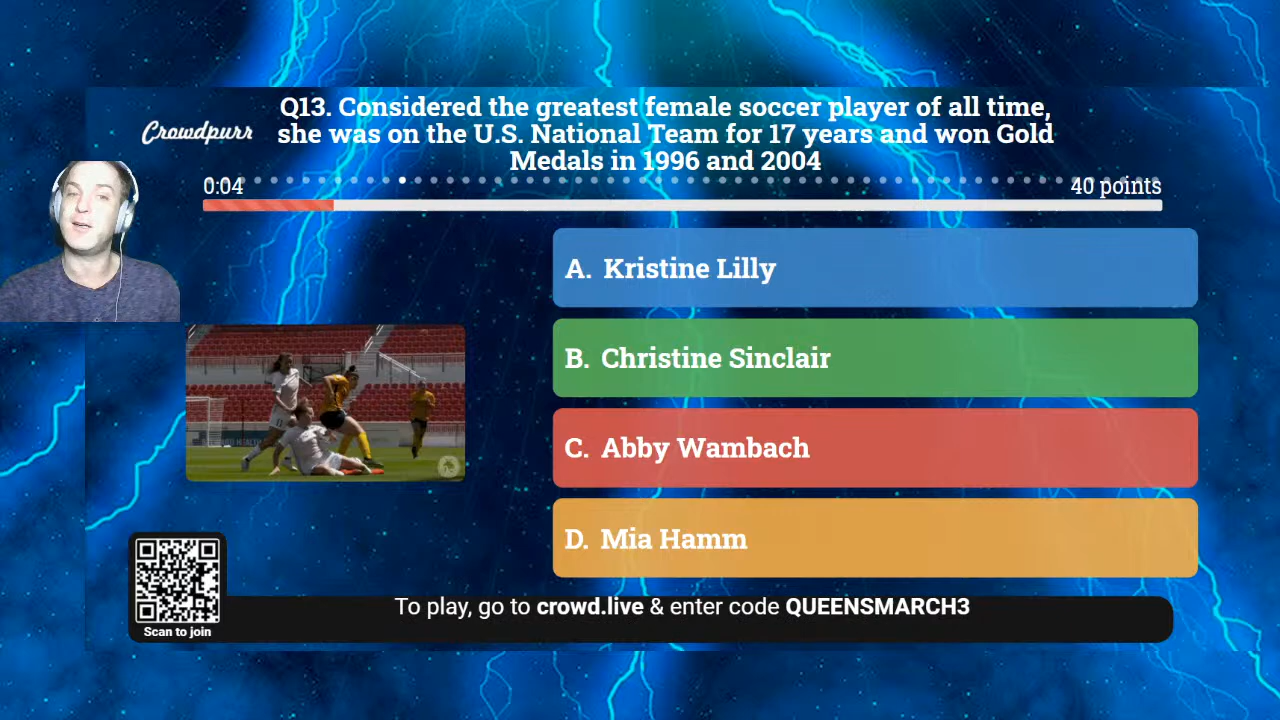 Crowdpurr
Q13. Considered the greatest female soccer player of all time,
she was on the U.S. National Team for 17 years and won Gold
Medals in 1996 and 2004
0:04
40 points
A. Kristine Lilly
B. Christine Sinclair
C. Abby Wambach
D. Mia Hamm
Scan to join
To play, go to crowd.live & enter code QUEENSMARCH3